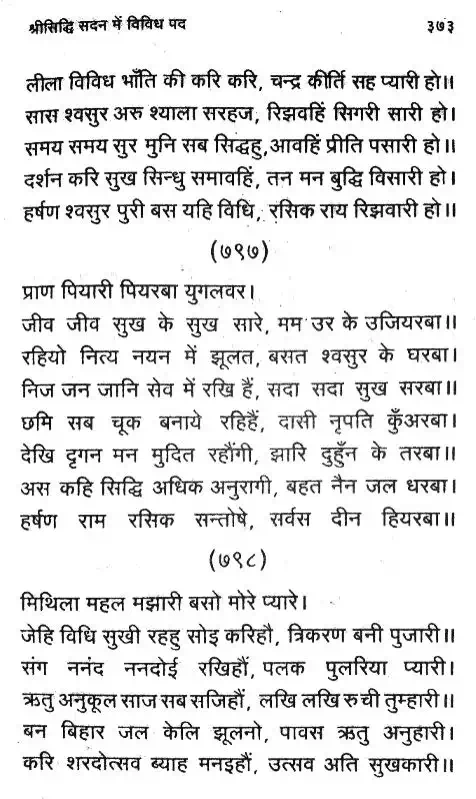 श्रीसिद्धि सदन में विविध पद ३७३
लीला विविध भाँति की करि करि, चन्द्र कीर्ति सह प्यारी हो॥
सास श्वसुर अरु श्याला सरहज, रिझवहिं सिगरी सारी हो।
समय समय सुर मुनि सब सिद्धहु, आवहिं प्रीति पसारी हो॥
दर्शन करि सुख सिन्धु समावहिं, तन मन बुद्धि विसारी हो।
हर्षण श्वसुर पुरी बस यहि विधि, रसिक राय रिझवारी हो॥
(७९७)
प्राण पियारी पियरबा युगलवर।
जीव जीव सुख के सुख सारे, मम उर के उजियरबा॥
रहियो नित्य नयन में झूलत, बसत श्वसुर के घरबा।
निज जन जानि सेव में रखि हैं, सदा सदा सुख सरबा॥
छमि सब चूक बनाये रहिहैं, दासी नृपति कुँअरबा।
देखि दृगन मन मुदित रहौंगी, झारि दुहुँन के तरबा॥
अस कहि सिद्धि अधिक अनुरागी, बहत नैन जल धरबा।
हर्षण राम रसिक सन्तोषे, सर्वस दीन हियरबा॥
(७९८)
मिथिला महल मझारी बसो मोरे प्यारे।
जेहि विधि सुखी रहहु सोइ करिहौ, त्रिकरण बनी पुजारी॥
संग ननंद ननदोई रखिहौं, पलक पुलरिया प्यारी।
ऋतु अनुकूल साज सब सजिहौं, लखि लखि रुची तुम्हारी॥
बन बिहार जल केलि झूलनो, पावस ऋतु अनुहारी।
करि शरदोत्सव ब्याह मनइहौं, उत्सव अति सुखकारी॥